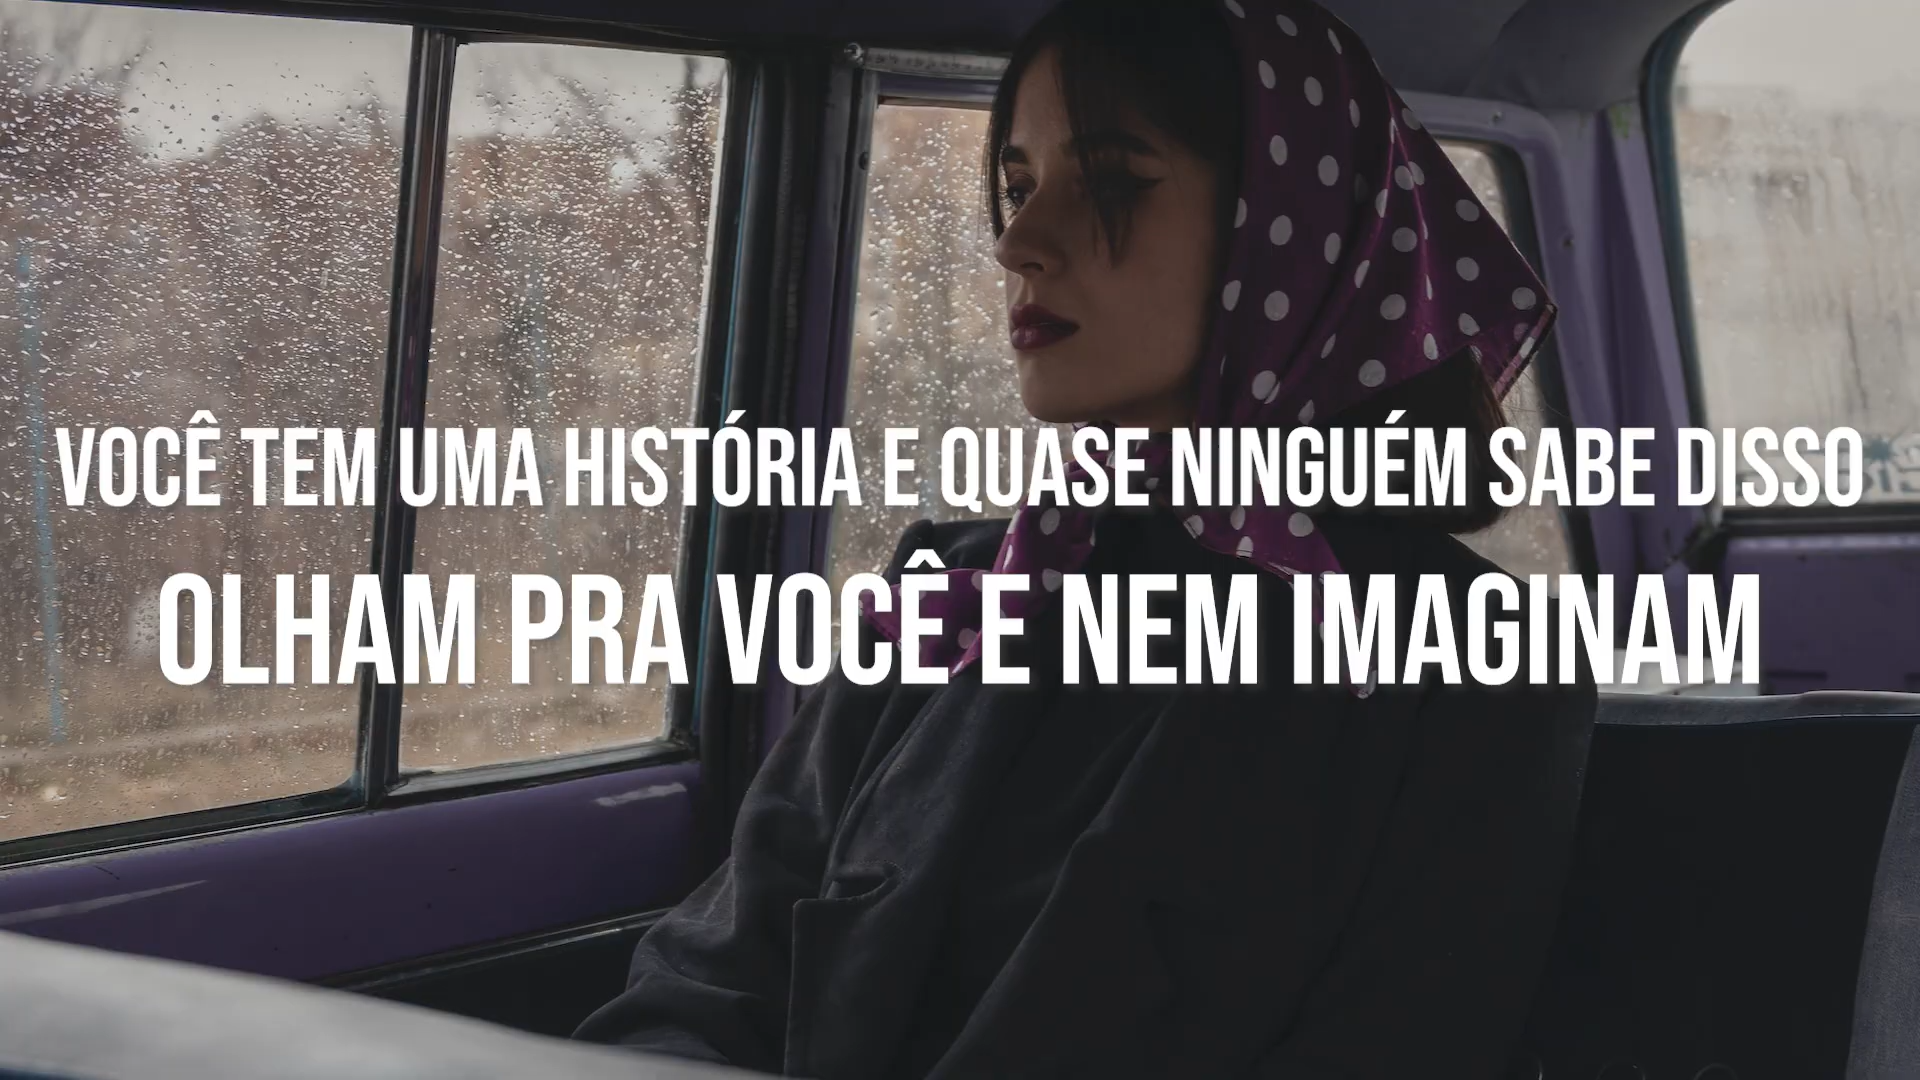 VOCÊ TEM UMA HISTÓRIA E QUASE NINGUÉM SABE DISSO
OLHAM PRA VOCÊ E NEM IMAGINAM